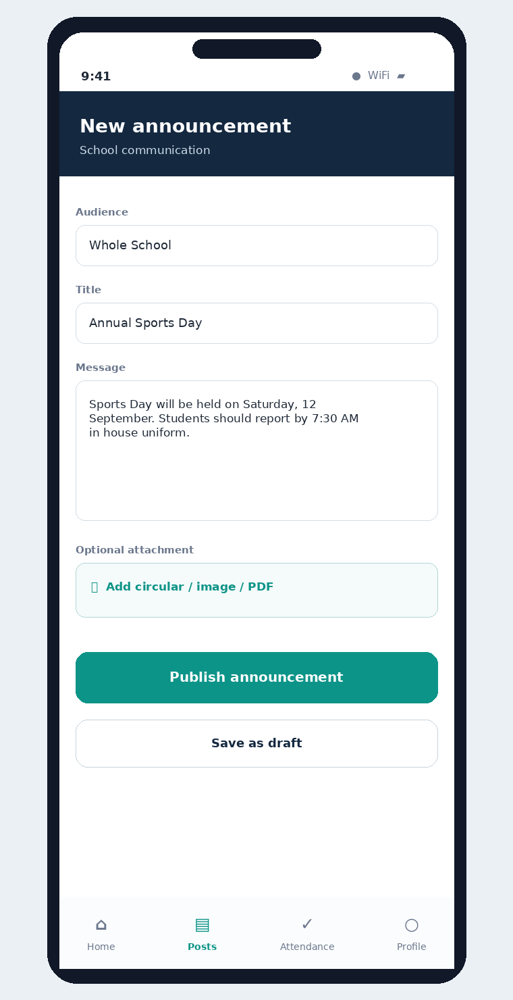 9:41
WiFi
New announcement
School communication
Audience
Whole School
Title
Annual Sports Day
Message
Sports Day will be held on Saturday, 12
September. Students should report by 7:30 AM
in house uniform.
Optional attachment
Add circular / image / PDF
Publish announcement
Save as draft
Home
Posts
Attendance
Profile